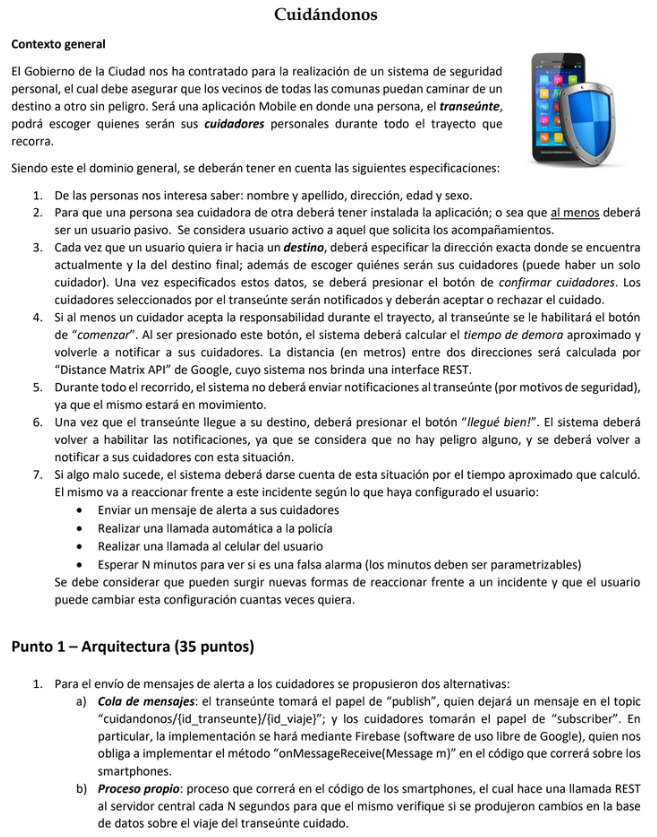 Cuidándonos
Contexto general
El Gobierno de la Ciudad nos ha contratado para la realización de un sistema de seguridad
personal, el cual debe asegurar que los vecinos de todas las comunas puedan caminar de un
destino a otro sin peligro. Será una aplicación Mobile en donde una persona, el transeúnte,
podrá escoger quienes serán sus cuidadores personales durante todo el trayecto que
recorra.
Siendo este el dominio general, se deberán tener en cuenta las siguientes especificaciones:
1. De las personas nos interesa saber: nombre y apellido, dirección, edad y sexo.
2. Para que una persona sea cuidadora de otra deberá tener instalada la aplicación; o sea que al menos deberá
ser un usuario pasivo. Se considera usuario activo a aquel que solicita los acompañamientos.
3. Cada vez que un usuario quiera ir hacia un destino, deberá especificar la dirección exacta donde se encuentra
actualmente y la del destino final; además de escoger quiénes serán sus cuidadores (puede haber un solo
cuidador). Una vez especificados estos datos, se deberá presionar el botón de confirmar cuidadores. Los
cuidadores seleccionados por el transeúnte serán notificados y deberán aceptar o rechazar el cuidado.
4. Si al menos un cuidador acepta la responsabilidad durante el trayecto, al transeúnte se le habilitará el botón
de "comenzar". Al ser presionado este botón, el sistema deberá calcular el tiempo de demora aproximado y
volverle a notificar a sus cuidadores. La distancia (en metros) entre dos direcciones será calculada por
"Distance Matrix API" de Google, cuyo sistema nos brinda una interface REST.
5. Durante todo el recorrido, el sistema no deberá enviar notificaciones al transeúnte (por motivos de seguridad),
ya que el mismo estará en movimiento.
6. Una vez que el transeúnte llegue a su destino, deberá presionar el botón "llegué bien!". El sistema deberá
volver a habilitar las notificaciones, ya que se considera que no hay peligro alguno, y se deberá volver a
notificar a sus cuidadores con esta situación.
7. Si algo malo sucede, el sistema deberá darse cuenta de esta situación por el tiempo aproximado que calculó.
El mismo va a reaccionar frente a este incidente según lo que haya configurado el usuario:
• Enviar un mensaje de alerta a sus cuidadores
• Realizar una llamada automática a la policía
• Realizar una llamada al celular del usuario
• Esperar N minutos para ver si es una falsa alarma (los minutos deben ser parametrizables)
Se debe considerar que pueden surgir nuevas formas de reaccionar frente a un incidente y que el usuario
puede cambiar esta configuración cuantas veces quiera.
Punto 1 – Arquitectura (35 puntos)
1. Para el envío de mensajes de alerta a los cuidadores se propusieron dos alternativas:
a) Cola de mensajes: el transeúnte tomará el papel de "publish", quien dejará un mensaje en el topic
"cuidandonos/{id_transeunte}/{id_viaje}"; y los cuidadores tomarán el papel de "subscriber". En
particular, la implementación se hará mediante Firebase (software de uso libre de Google), quien nos
obliga a implementar el método "onMessageReceive(Message m)" en el código que correrá sobre los
smartphones.
b) Proceso propio: proceso que correrá en el código de los smartphones, el cual hace una llamada REST
al servidor central cada N segundos para que el mismo verifique si se produjeron cambios en la base
de datos sobre el viaje del transeúnte cuidado.